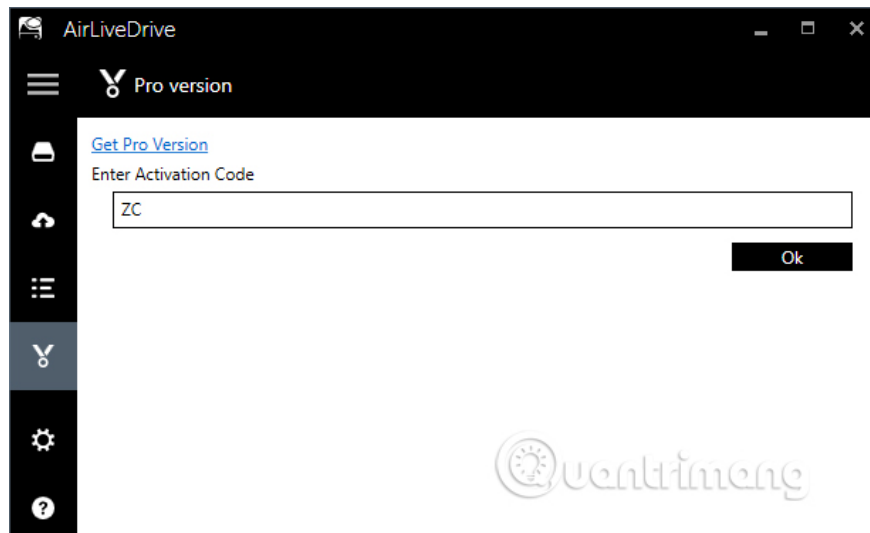 AirLiveDrive
Pro version
Get Pro Version
Enter Activation Code
ZC
Ok
Quantrimang